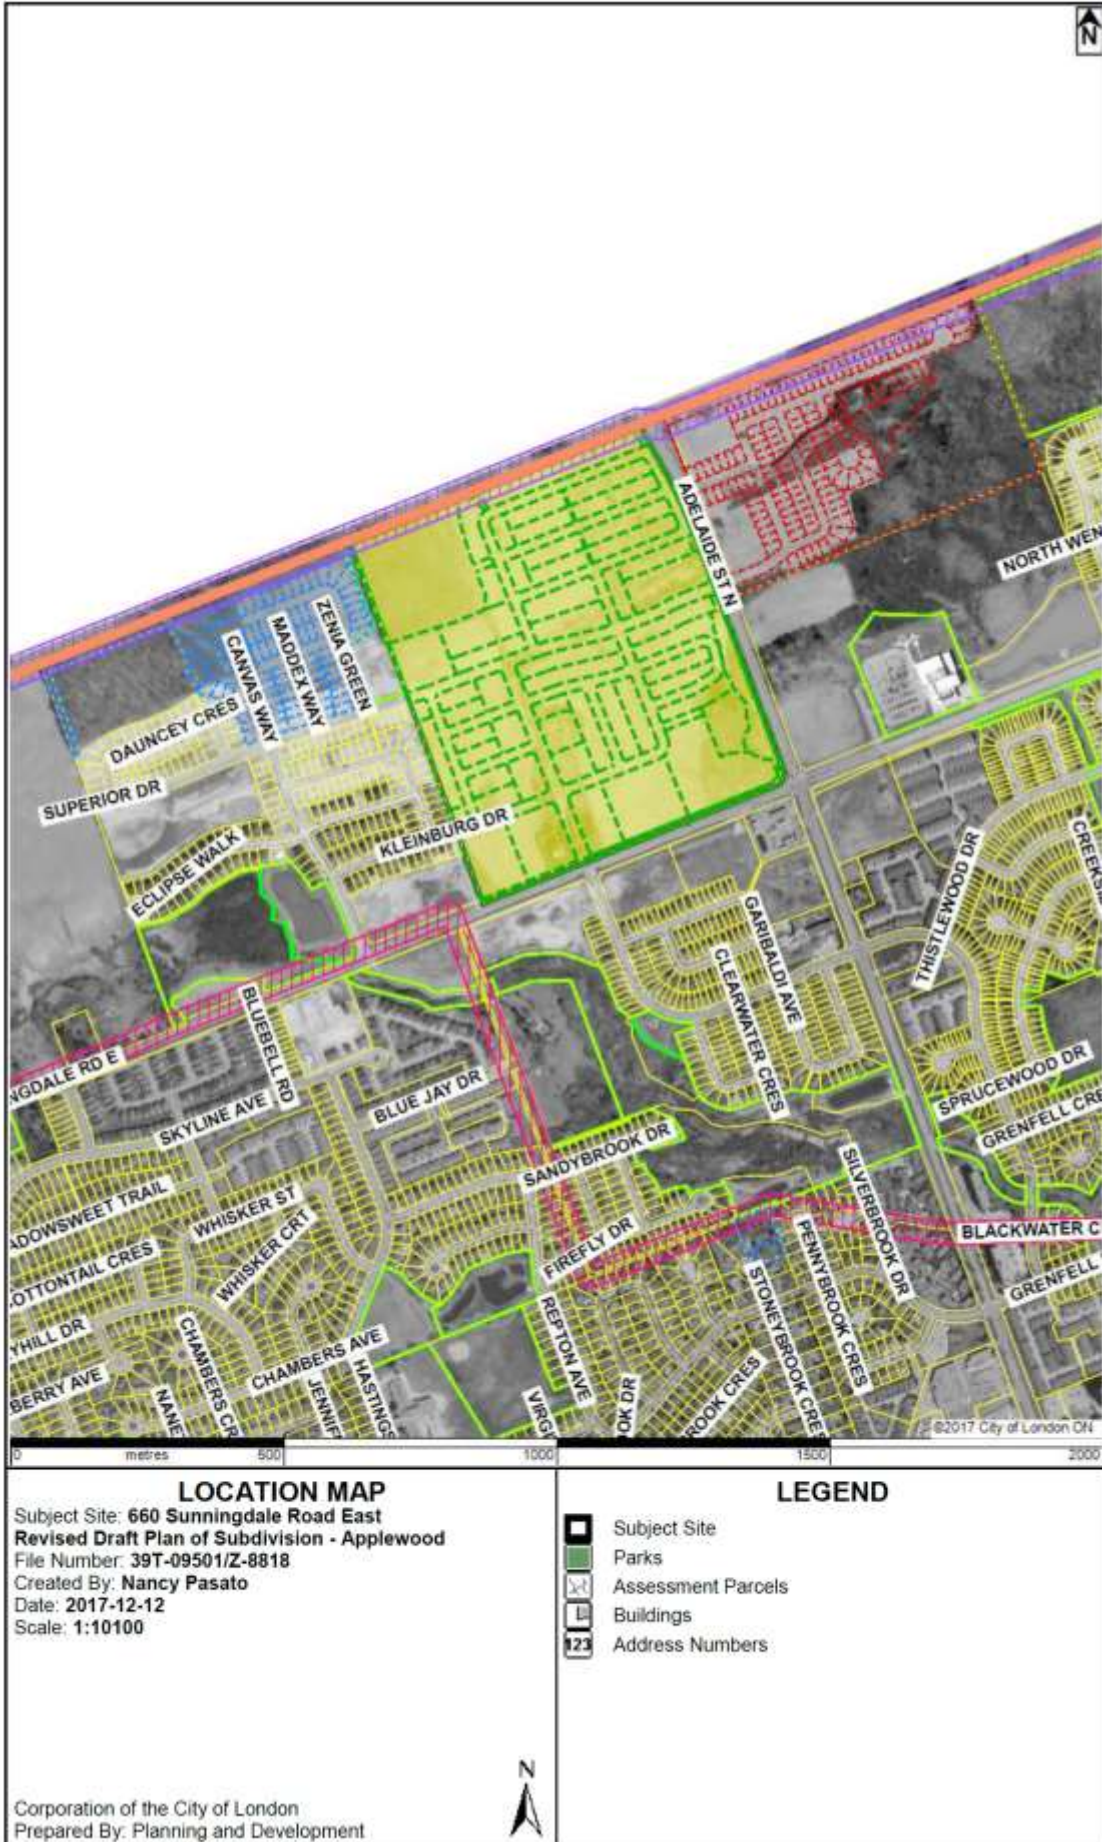 N
ADELAIDE ST N
NORTH WEN
ZENIA GREEN
MADDEX WAY
CANVAS WAY
DAUNCEY CRES
SUPERIOR DR
KLEINBURG DR
ECLIPSE WALK
THISTLEWOOD DR
GARIBALDI AVE
CLEARWATER CRES
BLUEBELL RD
NGDALE RD E
SKYLINE AVE
BLUE JAY DR
SPRUCEWOOD DR
GRENFELL CRE
SANDYBROOK DR
SILVERBROOK DR
ADOWSWEET TRAIL
WHISKER ST
OTTONTAIL CRES
WHISKER CRT
FIREFLY DR
BLACKWATER C
PENNYBROOK CRES
STONEYBROOK CRES
GRENFELL
YHILL DR
CHAMBERS CR
CHAMBERS AVE
REPTON AVE
BERRY AVE
NANE
JENNIF
HASTINGS
VIRG
OK DR
ROOK CRES
©2017 City of London ON
0 metres 500 1000 1500 2000
LOCATION MAP
Subject Site: 660 Sunningdale Road East
Revised Draft Plan of Subdivision - Applewood
File Number: 39T-09501/Z-8818
Created By: Nancy Pasato
Date: 2017-12-12
Scale: 1:10100
N
Corporation of the City of London
Prepared By: Planning and Development
LEGEND
Subject Site
Parks
Assessment Parcels
Buildings
123 Address Numbers